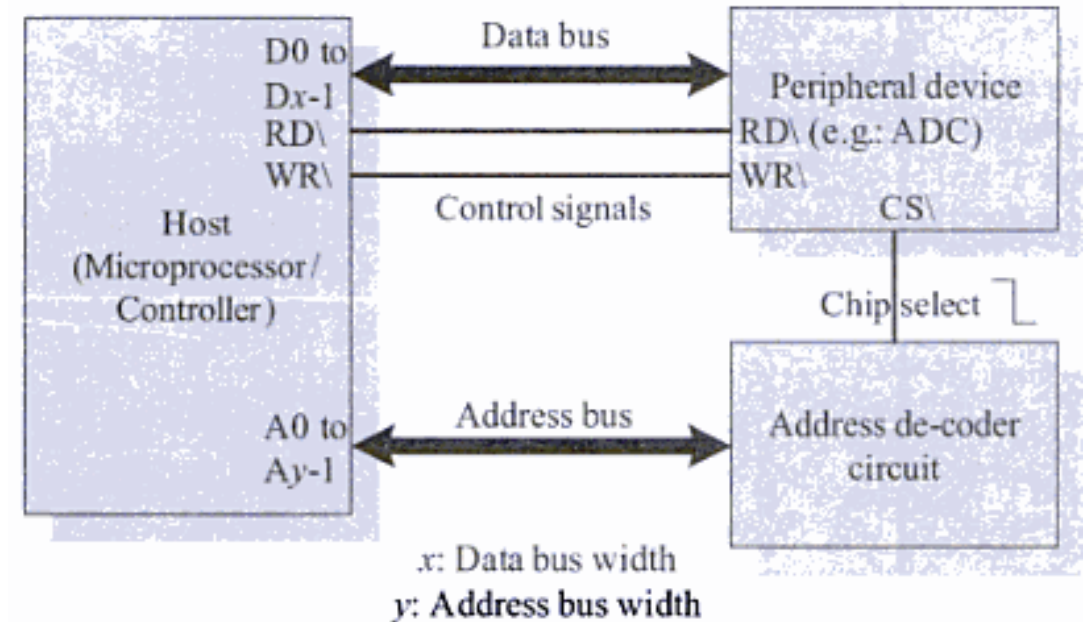 D0 to
Dx-1
RD\
WR\
Host
(Microprocessor/
Controller)
A0 to
Ay-1
Data bus
Control signals
Address bus
Peripheral device
RD\ (e.g.: ADC)
WR\
CS\
Chip select
Address de-coder
circuit
x: Data bus width
y: Address bus width